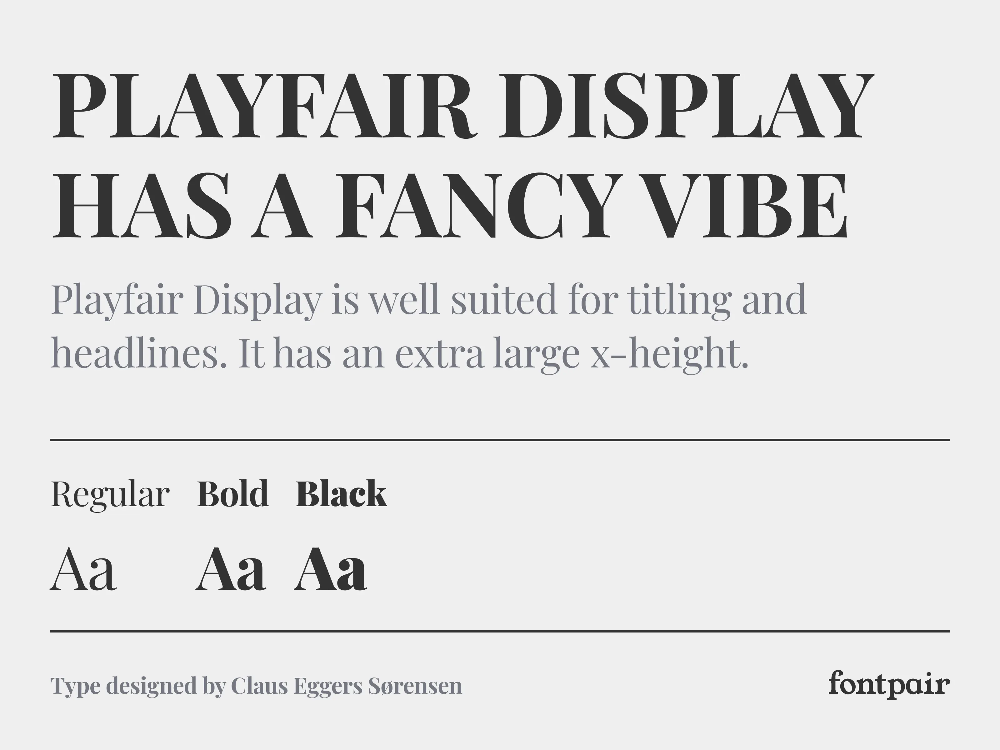 PLAYFAIR DISPLAY
HAS A FANCY VIBE
Playfair Display is well suited for titling and
headlines. It has an extra large x-height.
Regular Bold Black
Aa Aa Aa
Type designed by Claus Eggers Sørensen
fontpair